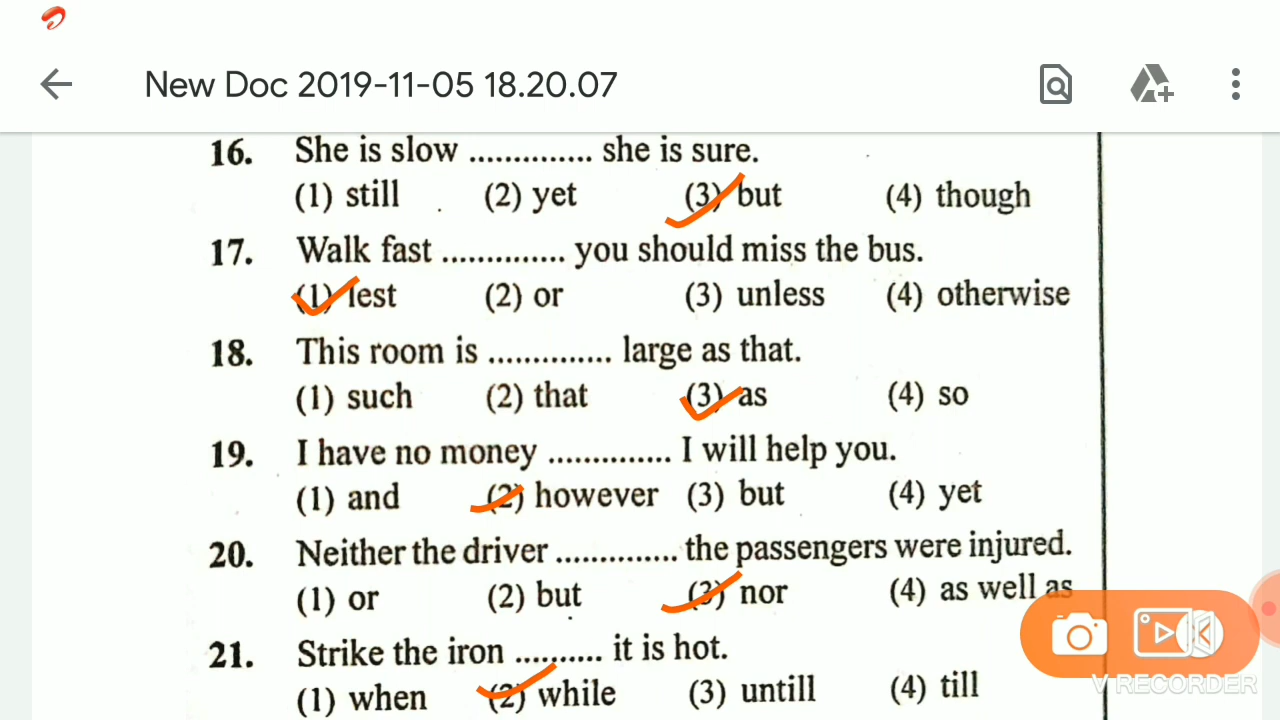 New Doc 2019-11-05 18.20.07
16. She is slow .............. she is sure.
(1) still (2) yet (3) but (4) though
17. Walk fast .............. you should miss the bus.
(1) lest (2) or (3) unless (4) otherwise
18. This room is .............. large as that.
(1) such (2) that (3) as (4) so
19. I have no money .............. I will help you.
(1) and (2) however (3) but (4) yet
20. Neither the driver .............. the passengers were injured.
(1) or (2) but (3) nor (4) as well as
21. Strike the iron .......... it is hot.
(1) when (2) while (3) untill (4) till
V RECORDER